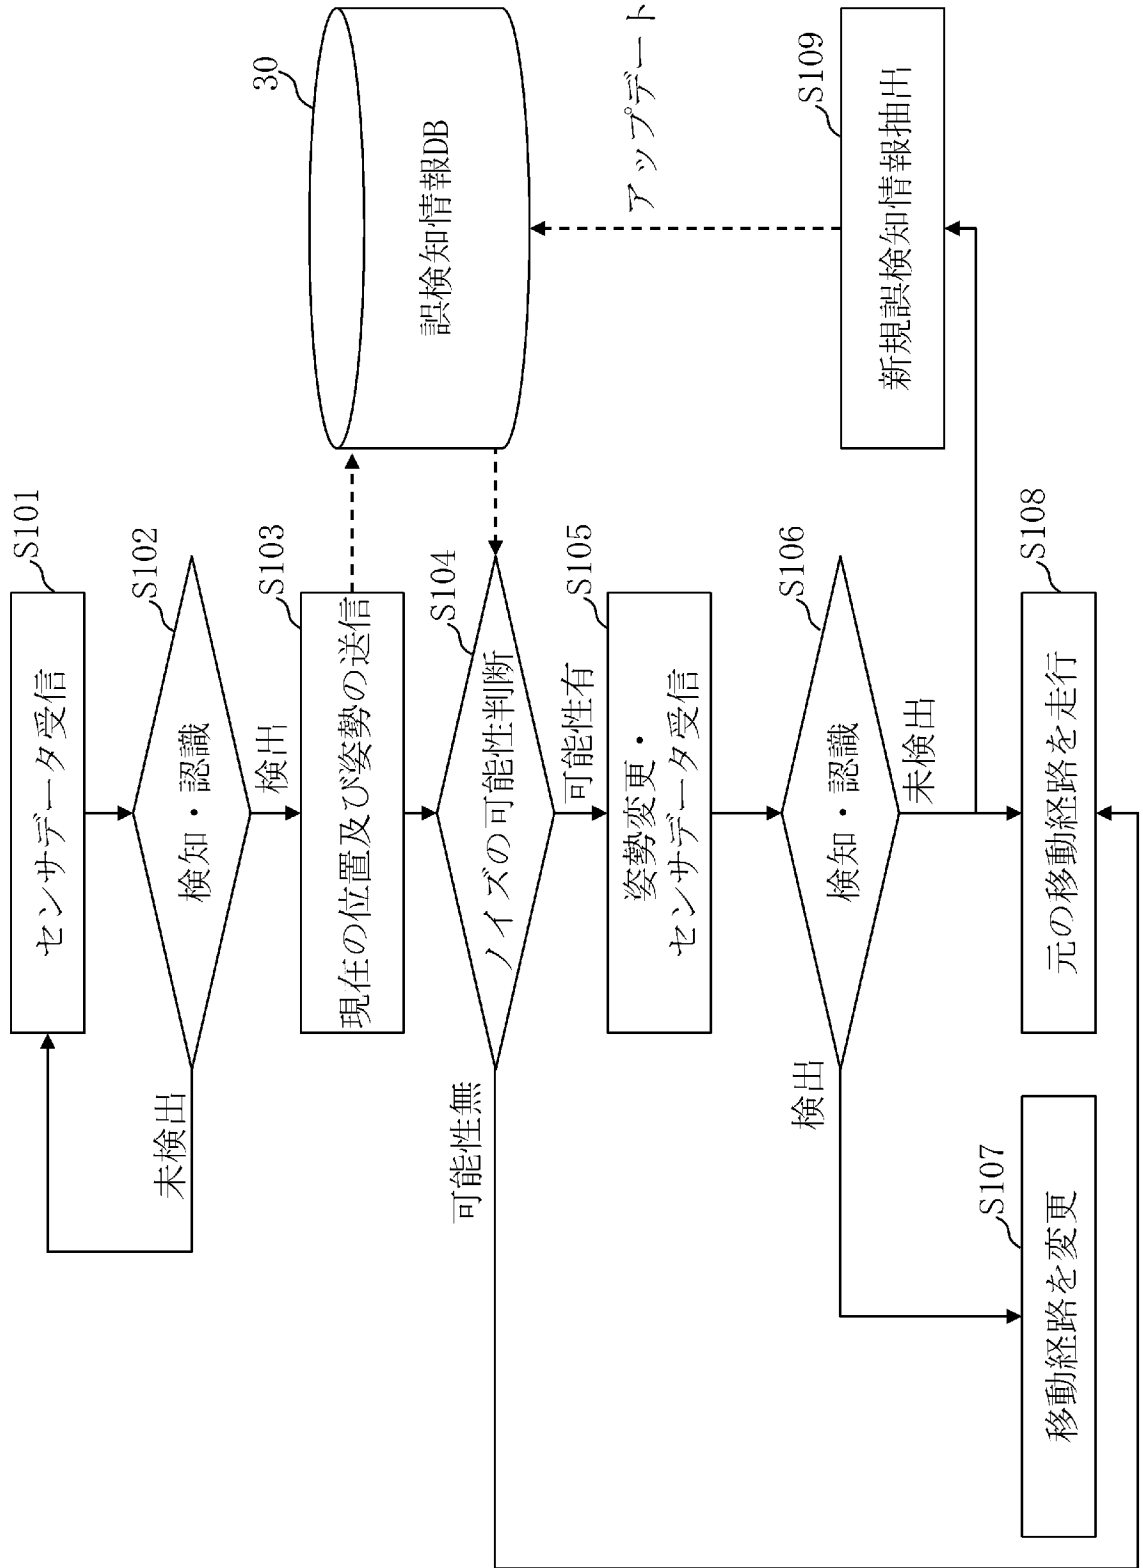 S101
センサデータ受信
S102
検知・認識
未検出
検出
S103
現在の位置及び姿勢の送信
30
誤検知情報DB
S104
ノイズの可能性判断
可能性無
可能性有
S105
姿勢変更・
センサデータ受信
アップデート
S106
検知・認識
検出
未検出
S109
新規誤検知情報抽出
S107
移動経路を変更
S108
元の移動経路を走行